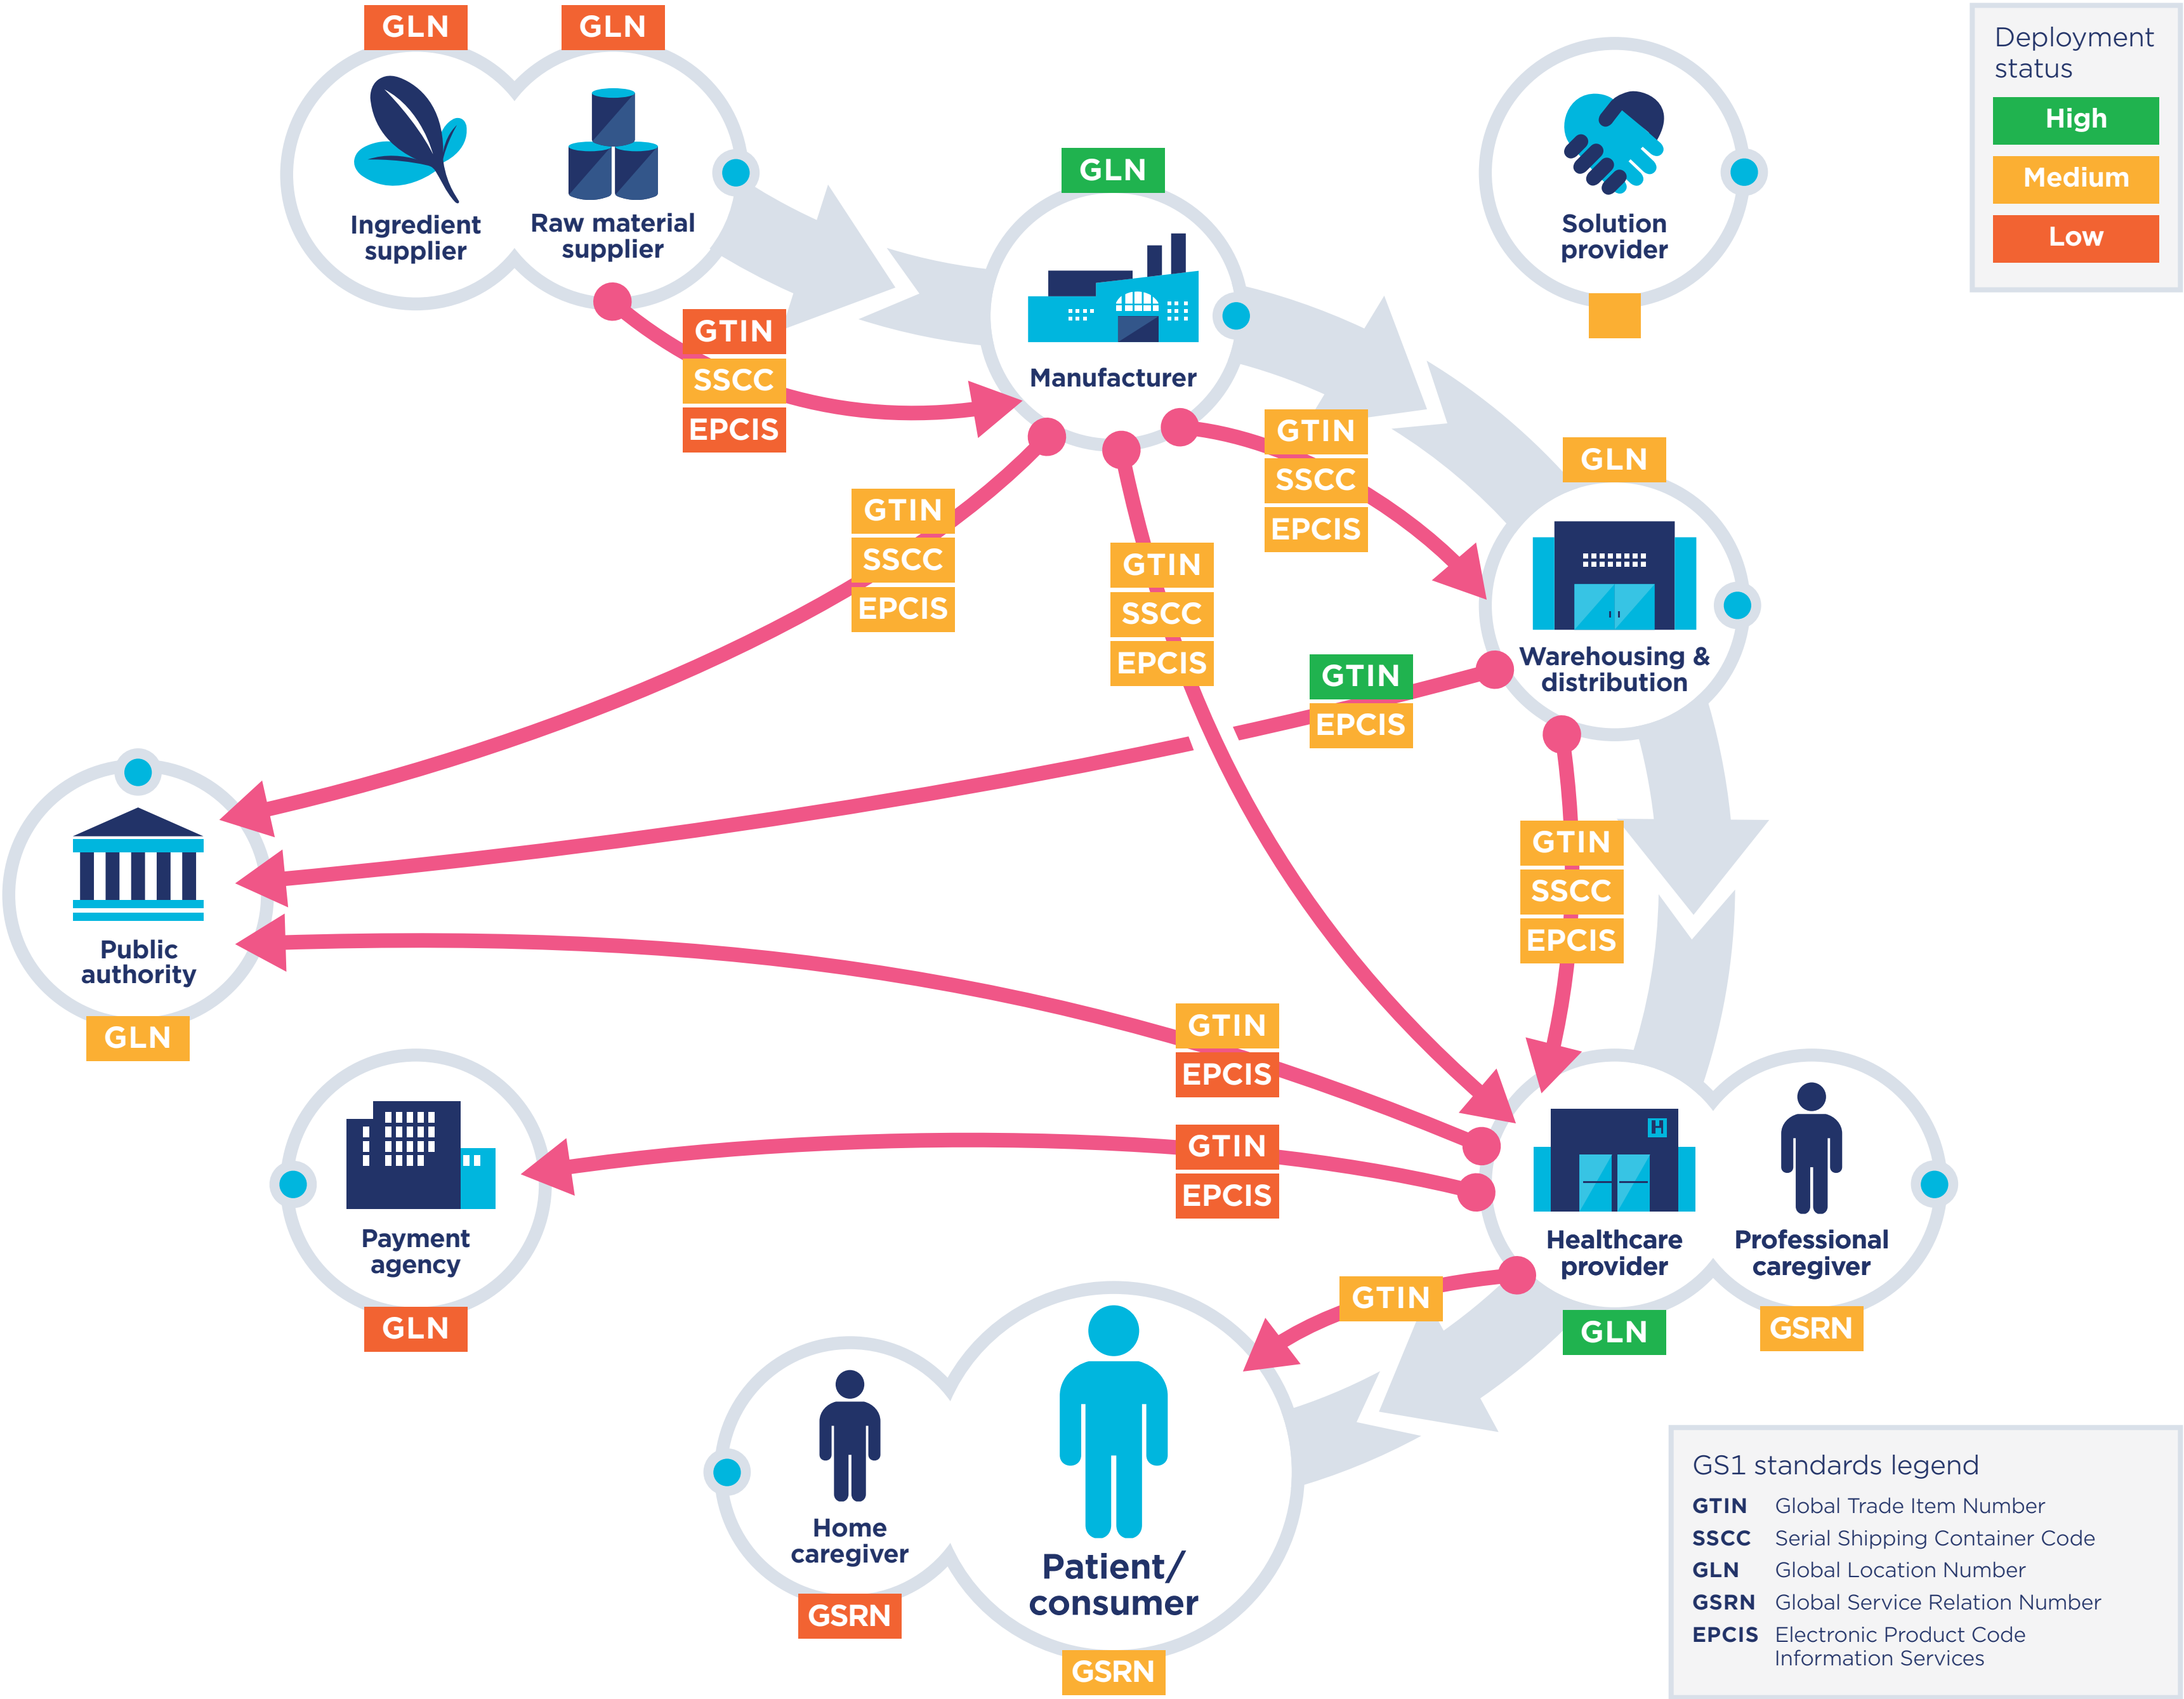 GLN
GLN
Ingredient
supplier
Raw material
supplier
GLN
Manufacturer
Solution
provider
Deployment
status
High
Medium
Low
GTIN
SSCC
EPCIS
GTIN
SSCC
EPCIS
GLN
GTIN
SSCC
EPCIS
GTIN
SSCC
EPCIS
Warehousing &
distribution
GTIN
EPCIS
GTIN
SSCC
EPCIS
Public
authority
GLN
GTIN
EPCIS
GTIN
EPCIS
Payment
agency
GLN
H
Healthcare
provider
Professional
caregiver
GTIN
GLN
GSRN
Home
caregiver
GSRN
Patient/
consumer
GSRN
GS1 standards legend
GTIN Global Trade Item Number
SSCC Serial Shipping Container Code
GLN Global Location Number
GSRN Global Service Relation Number
EPCIS Electronic Product Code
Information Services